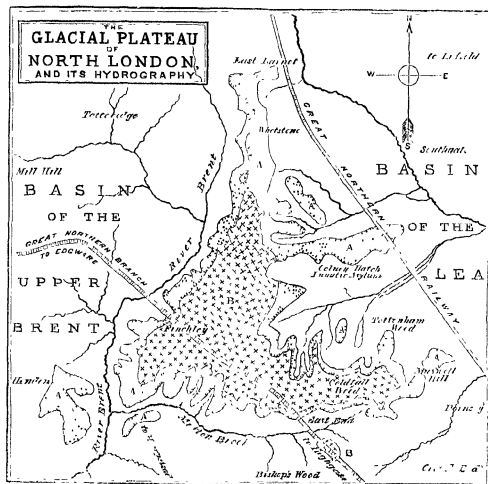 THE
GLACIAL PLATEAU
OF
NORTH LONDON,
AND ITS HYDROGRAPHY
N
W
E
S
East Barnet
to Enfield
Totteridge
Whetstone
GREAT
NORTHERN
RAILWAY
Southgate
Mill Hill
River Brent
BASIN
OF THE
UPPER
BRENT
BASIN
OF THE
LEA
GREAT NORTHERN BRANCH
TO EDGWARE
A
A
B
Colney Hatch
Lunatic Asylum
Finchley
Tottenham
Wood
A
Muswell
Hill
Coldfall
Wood
Hendon
River Brent
East End
B
Bishop's Wood